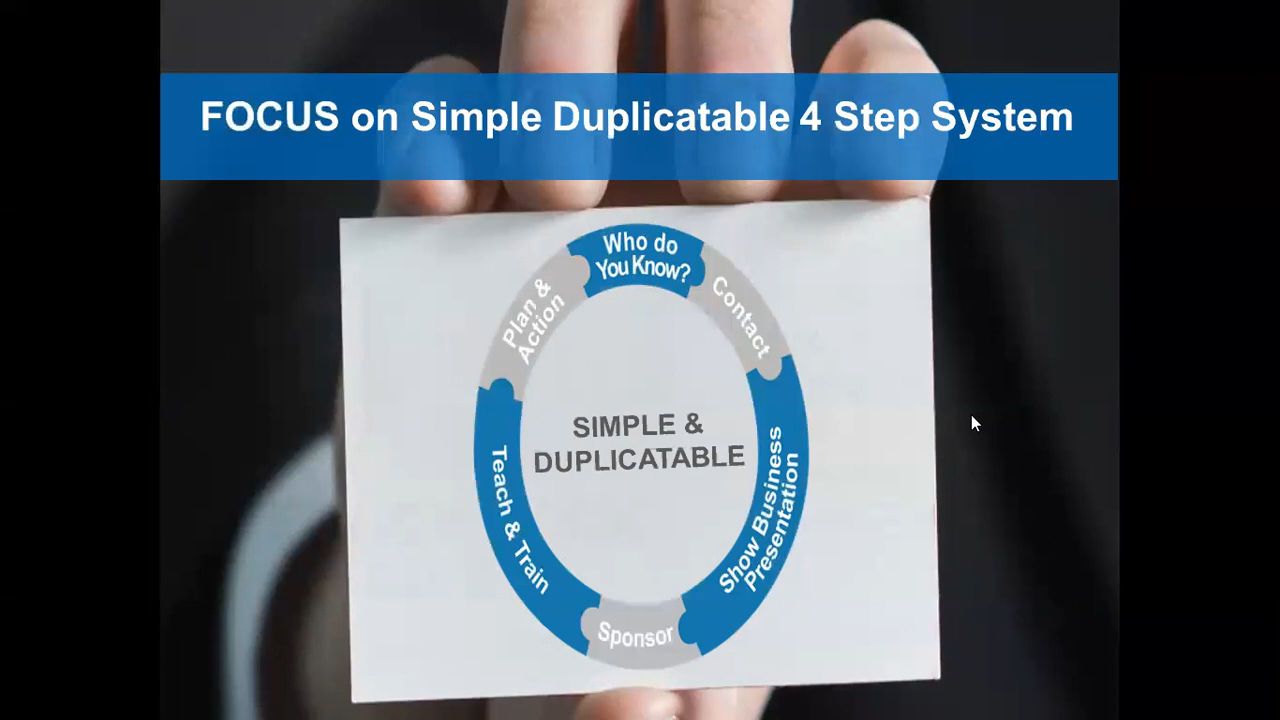 FOCUS on Simple Duplicatable 4 Step System
Who do
You Know?
Contact
Show Business
Presentation
Sponsor
Teach & Train
Plan &
Action
SIMPLE &
DUPLICATABLE